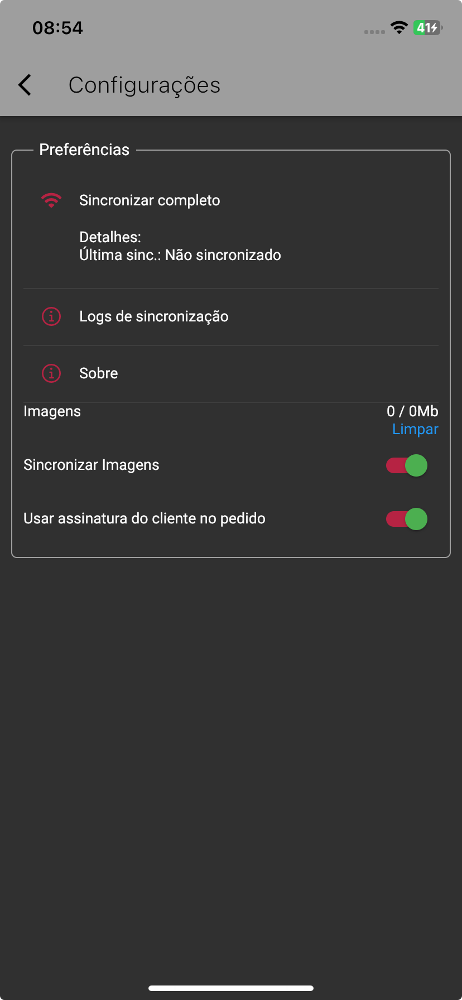 08:54
41
Configurações
Preferências
Sincronizar completo
Detalhes:
Última sinc.: Não sincronizado
Logs de sincronização
Sobre
Imagens
0 / 0Mb
Limpar
Sincronizar Imagens
Usar assinatura do cliente no pedido